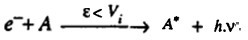 e⁻+A ε< Vᵢ → A* + h.ν.